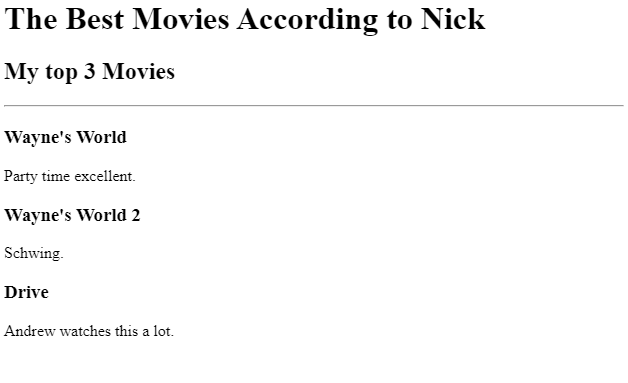 The Best Movies According to Nick
My top 3 Movies
Wayne's World
Party time excellent.
Wayne's World 2
Schwing.
Drive
Andrew watches this a lot.